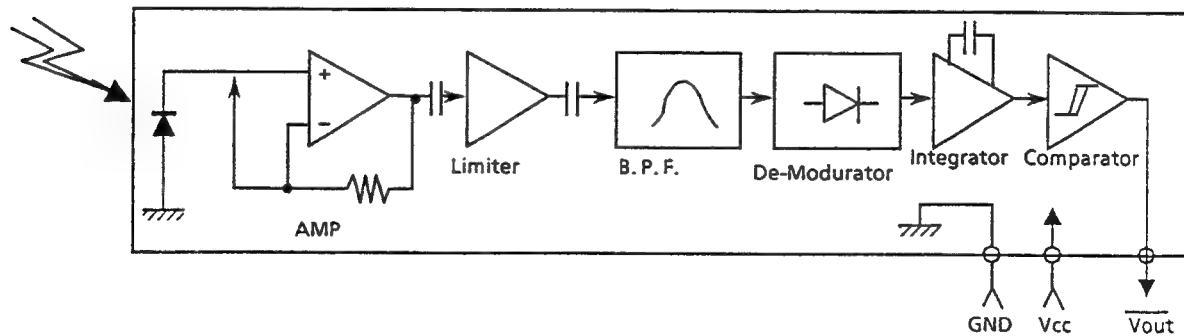 +
−
AMP
Limiter
B. P. F.
De-Modurator
Integrator
Comparator
GND
Vcc
Vout